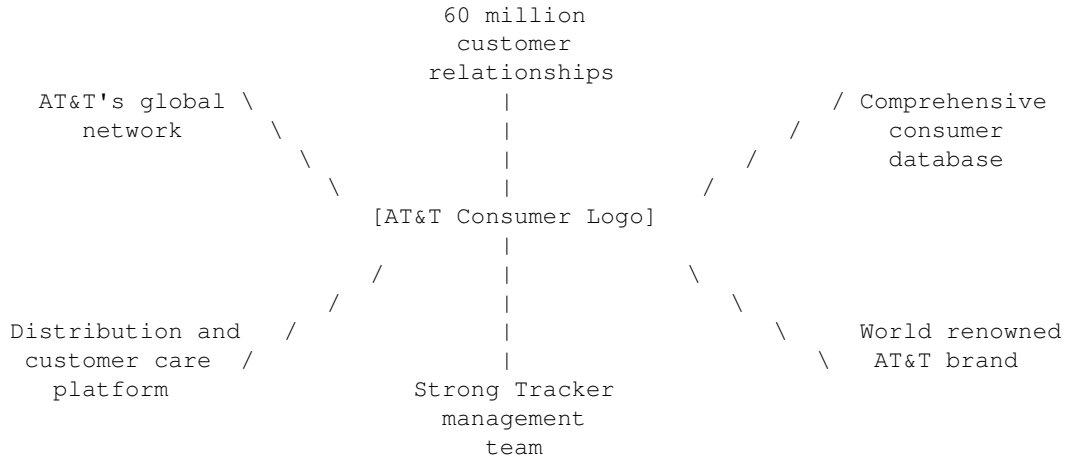 60 million
customer
relationships
AT&T's global \ | / Comprehensive
network \ | / consumer
\ | / database
\ | /
[AT&T Consumer Logo]
|
/ | \
/ | \
Distribution and / | \ World renowned
customer care / | \ AT&T brand
platform Strong Tracker
management
team